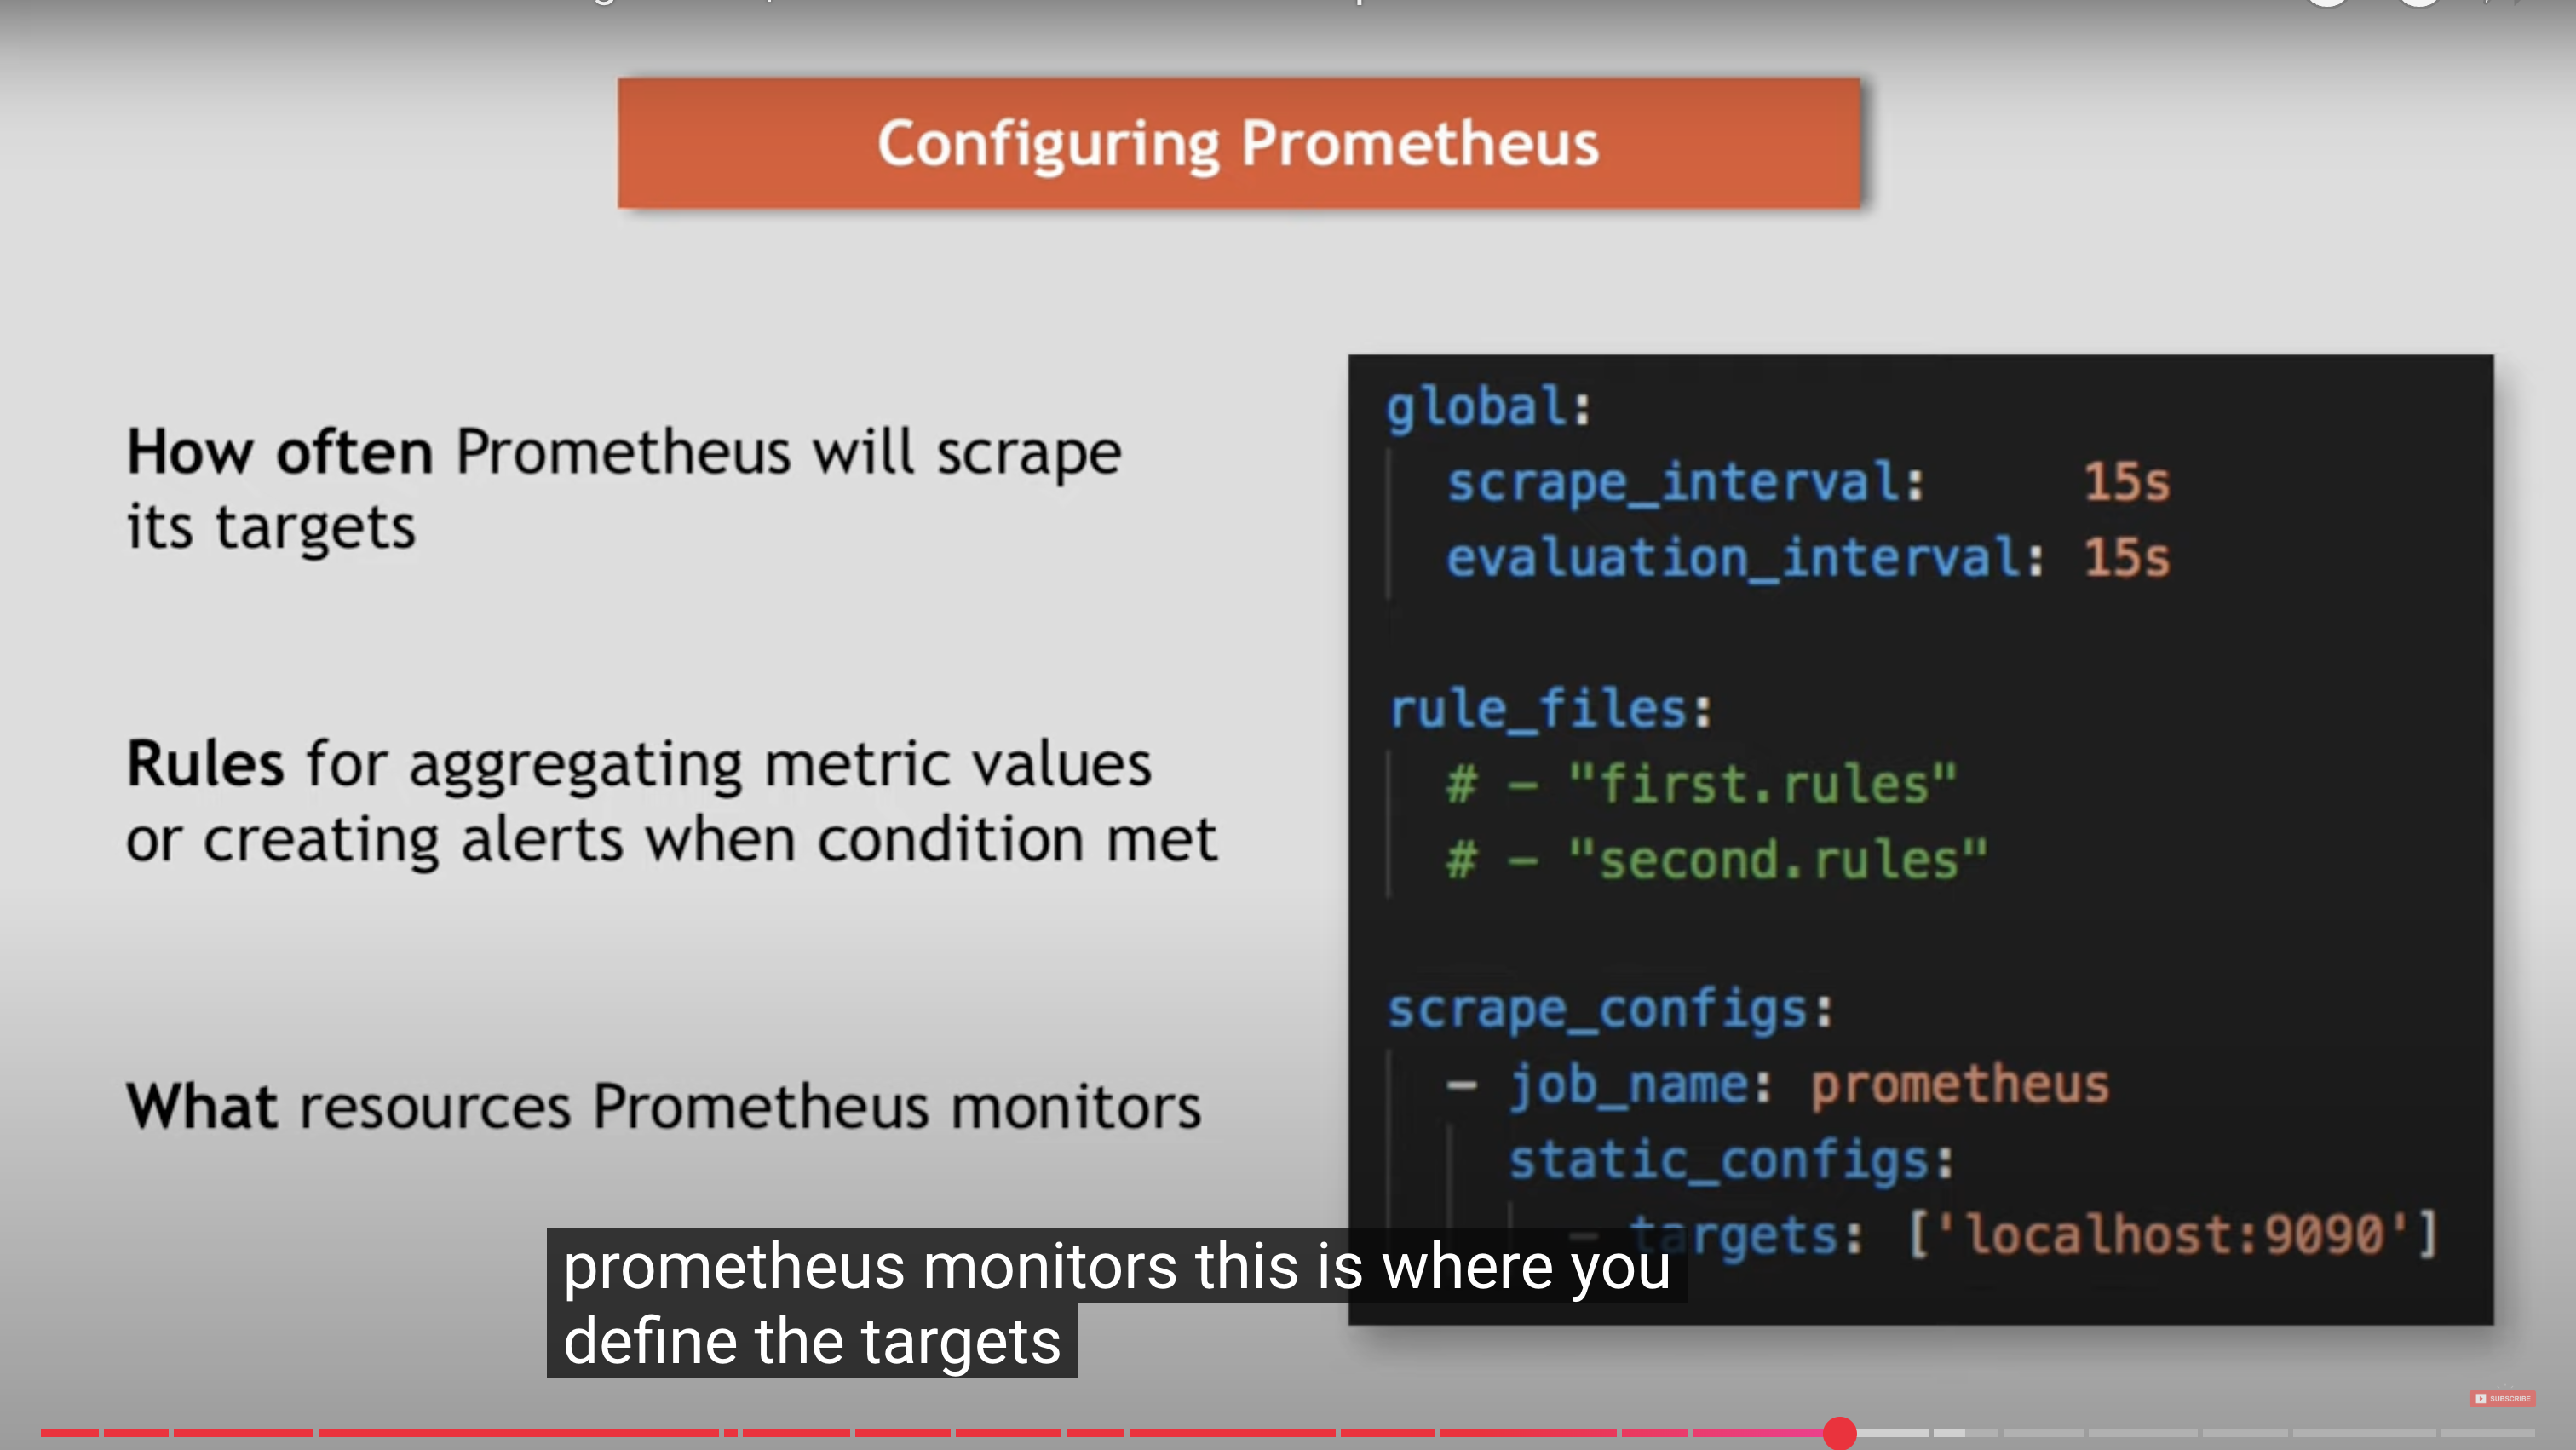 Configuring Prometheus
How often Prometheus will scrape
its targets
Rules for aggregating metric values
or creating alerts when condition met
What resources Prometheus monitors
global:
scrape_interval: 15s
evaluation_interval: 15s
rule_files:
# - "first.rules"
# - "second.rules"
scrape_configs:
- job_name: prometheus
static_configs:
- targets: ['localhost:9090']
prometheus monitors this is where you
define the targets
SUBSCRIBE